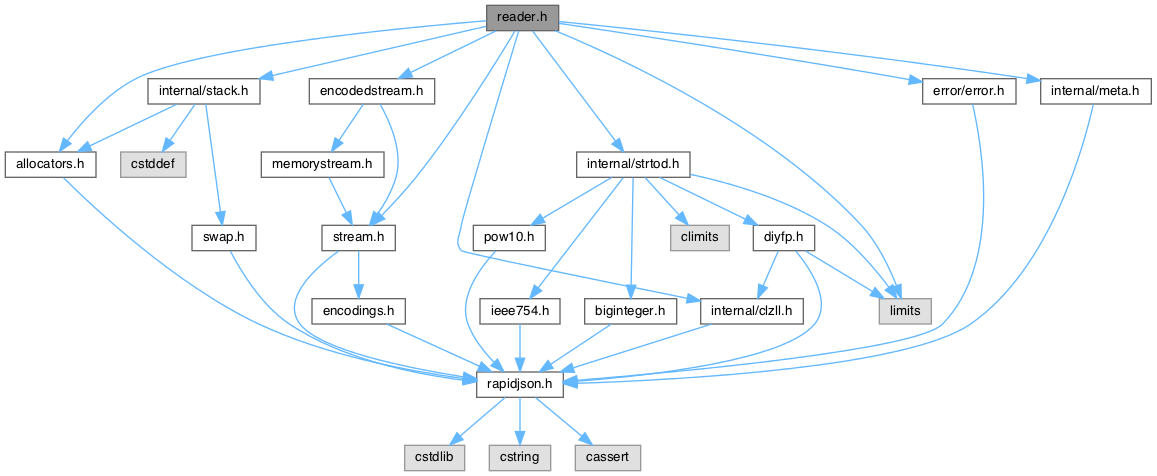 reader.h
internal/stack.h
encodedstream.h
error/error.h
internal/meta.h
allocators.h
cstddef
memorystream.h
internal/strtod.h
swap.h
stream.h
pow10.h
climits
diyfp.h
encodings.h
ieee754.h
biginteger.h
internal/clzll.h
limits
rapidjson.h
cstdlib
cstring
cassert